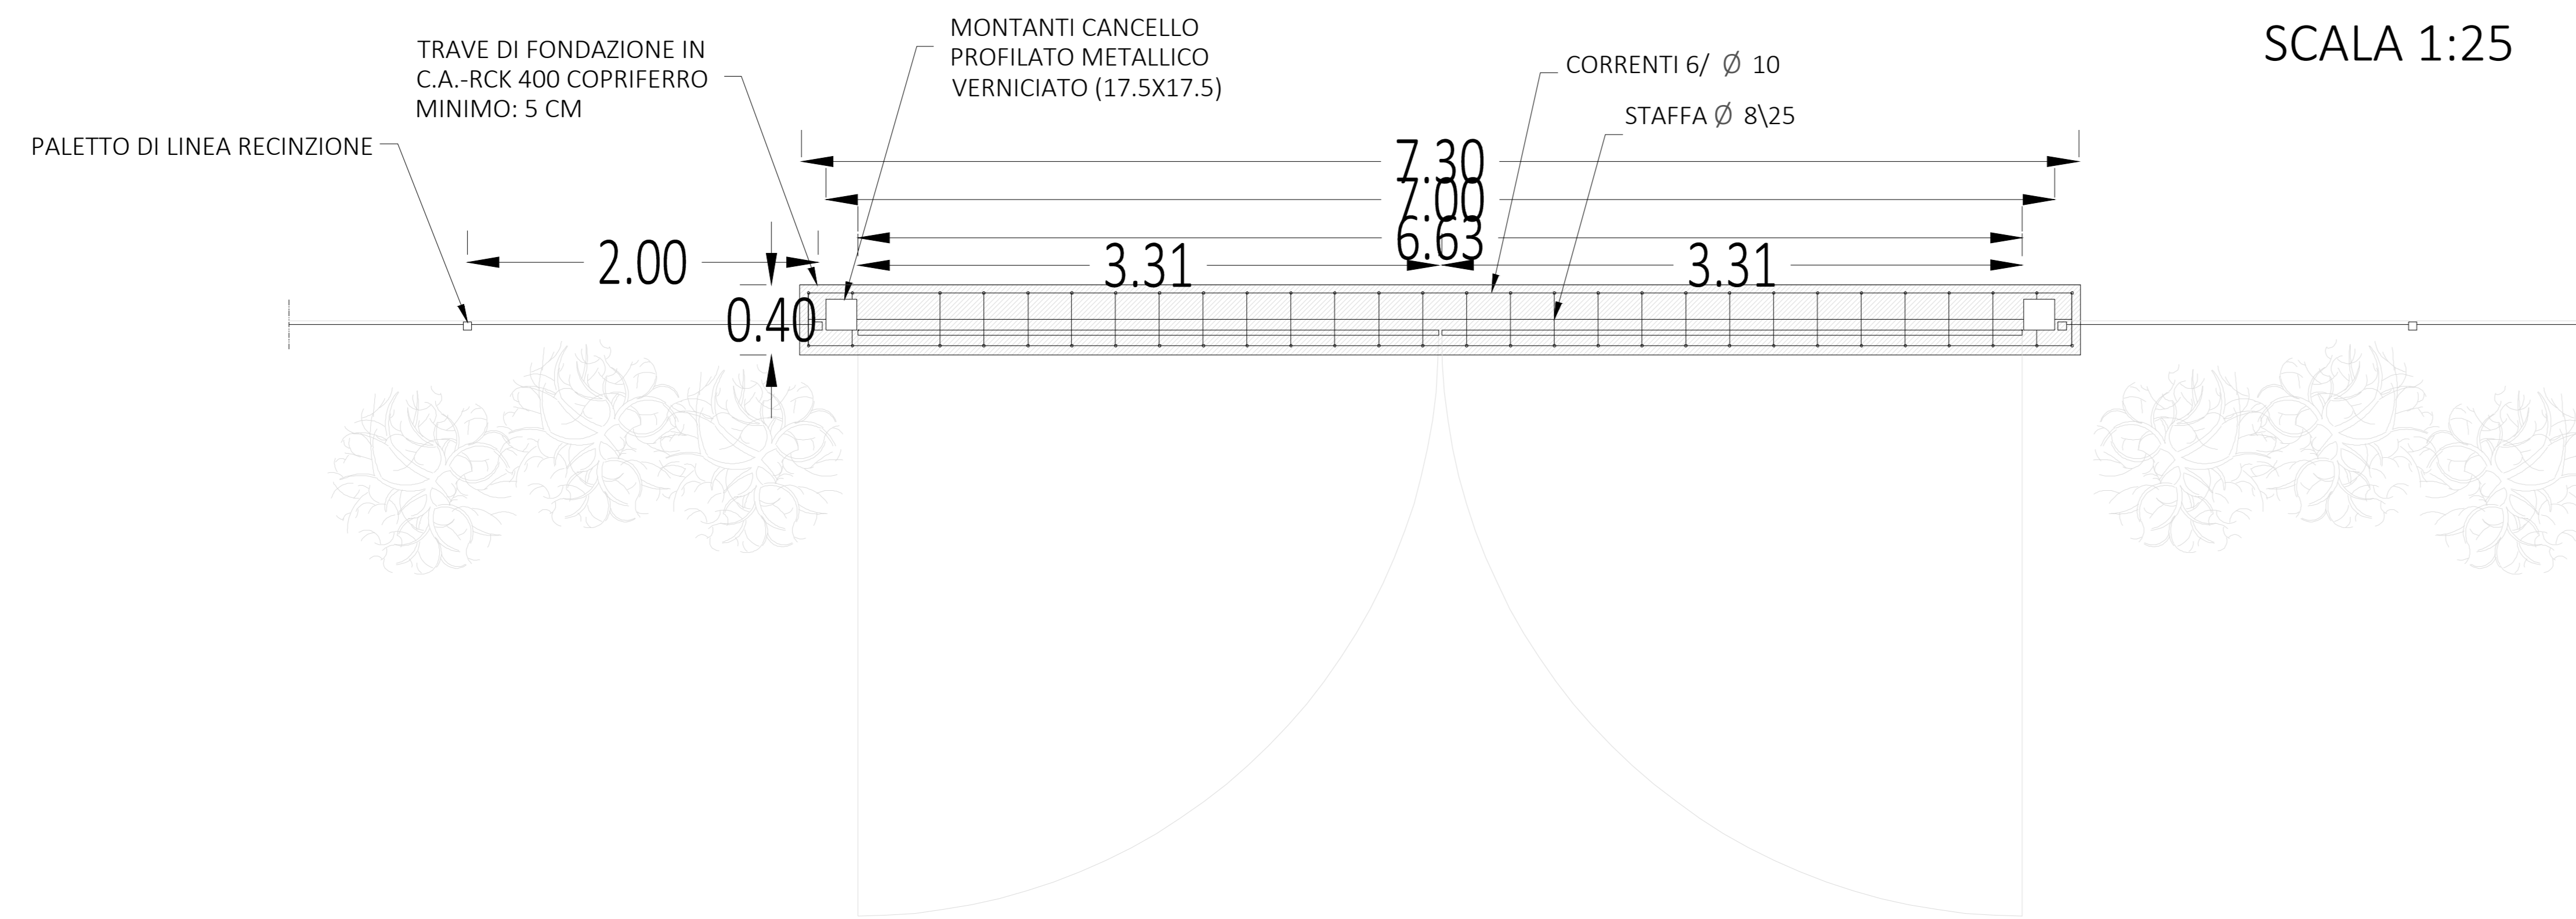 SCALA 1:25
MONTANTI CANCELLO
PROFILATO METALLICO
VERNICIATO (17.5X17.5)
TRAVE DI FONDAZIONE IN
C.A.-RCK 400 COPRIFERRO
MINIMO: 5 CM
CORRENTI 6/ Ø 10
STAFFA Ø 8\25
PALETTO DI LINEA RECINZIONE
7.30
7.00
6.63
2.00
3.31
3.31
0.40